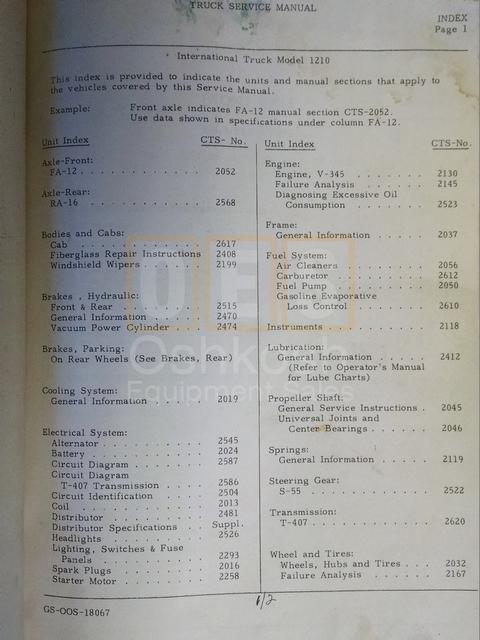 TRUCK SERVICE MANUAL
INDEX
Page 1
International Truck Model 1210
This index is provided to indicate the units and manual sections that apply to
the vehicles covered by this Service Manual.
Example: Front axle indicates FA-12 manual section CTS-2052.
Use data shown in specifications under column FA-12.
Unit Index CTS- No.
Axle-Front:
FA-12 . . . . . . . . . . . . 2052
Axle-Rear:
RA-16 . . . . . . . . . . . . 2568
Bodies and Cabs:
Cab . . . . . . . . . . . . 2617
Fiberglass Repair Instructions 2408
Windshield Wipers . . . . . . 2199
Brakes , Hydraulic:
Front & Rear . . . . . . . . 2515
General Information . . . . . 2470
Vacuum Power Cylinder . . . 2474
Brakes, Parking:
On Rear Wheels (See Brakes, Rear)
Cooling System:
General Information . . . . . 2019
Electrical System:
Alternator . . . . . . . . . . 2545
Battery . . . . . . . . . . . 2024
Circuit Diagram . . . . . . . 2587
Circuit Diagram
T-407 Transmission . . . . 2586
Circuit Identification . . . . 2504
Coil . . . . . . . . . . . . 2013
Distributor . . . . . . . . . 2481
Distributor Specifications . . Suppl.
Headlights . . . . . . . . . 2526
Lighting, Switches & Fuse
Panels . . . . . . . . . . 2293
Spark Plugs . . . . . . . . 2016
Starter Motor . . . . . . . . 2258
Unit Index CTS-No.
Engine:
Engine, V-345 . . . . . . . 2130
Failure Analysis . . . . . . 2145
Diagnosing Excessive Oil
Consumption . . . . . . . 2523
Frame:
General Information . . . . . 2037
Fuel System:
Air Cleaners . . . . . . . . 2056
Carburetor . . . . . . . . . 2612
Fuel Pump . . . . . . . . . 2050
Gasoline Evaporative
Loss Control . . . . . . . 2610
Instruments . . . . . . . . . 2118
Lubrication:
General Information . . . . . 2412
(Refer to Operator's Manual
for Lube Charts)
Propeller Shaft:
General Service Instructions . 2045
Universal Joints and
Center Bearings . . . . . . 2046
Springs:
General Information . . . . . 2119
Steering Gear:
S-55 . . . . . . . . . . . 2522
Transmission:
T-407 . . . . . . . . . . . 2620
Wheel and Tires:
Wheels, Hubs and Tires . . . 2032
Failure Analysis . . . . . . 2167
GS-OOS-18067
6/2
OEP
Oshkosh
Equipment Sales